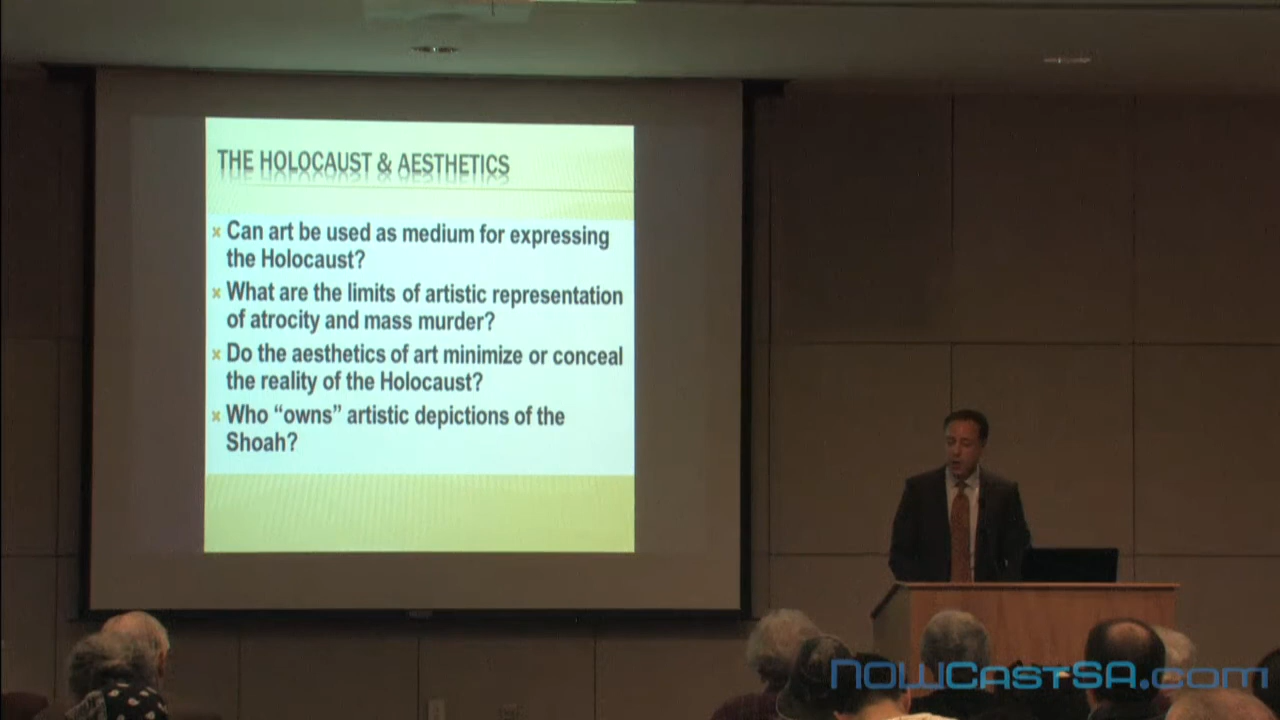 THE HOLOCAUST & AESTHETICS
× Can art be used as medium for expressing
the Holocaust?
× What are the limits of artistic representation
of atrocity and mass murder?
× Do the aesthetics of art minimize or conceal
the reality of the Holocaust?
× Who “owns” artistic depictions of the
Shoah?
NOWCASTSA.com